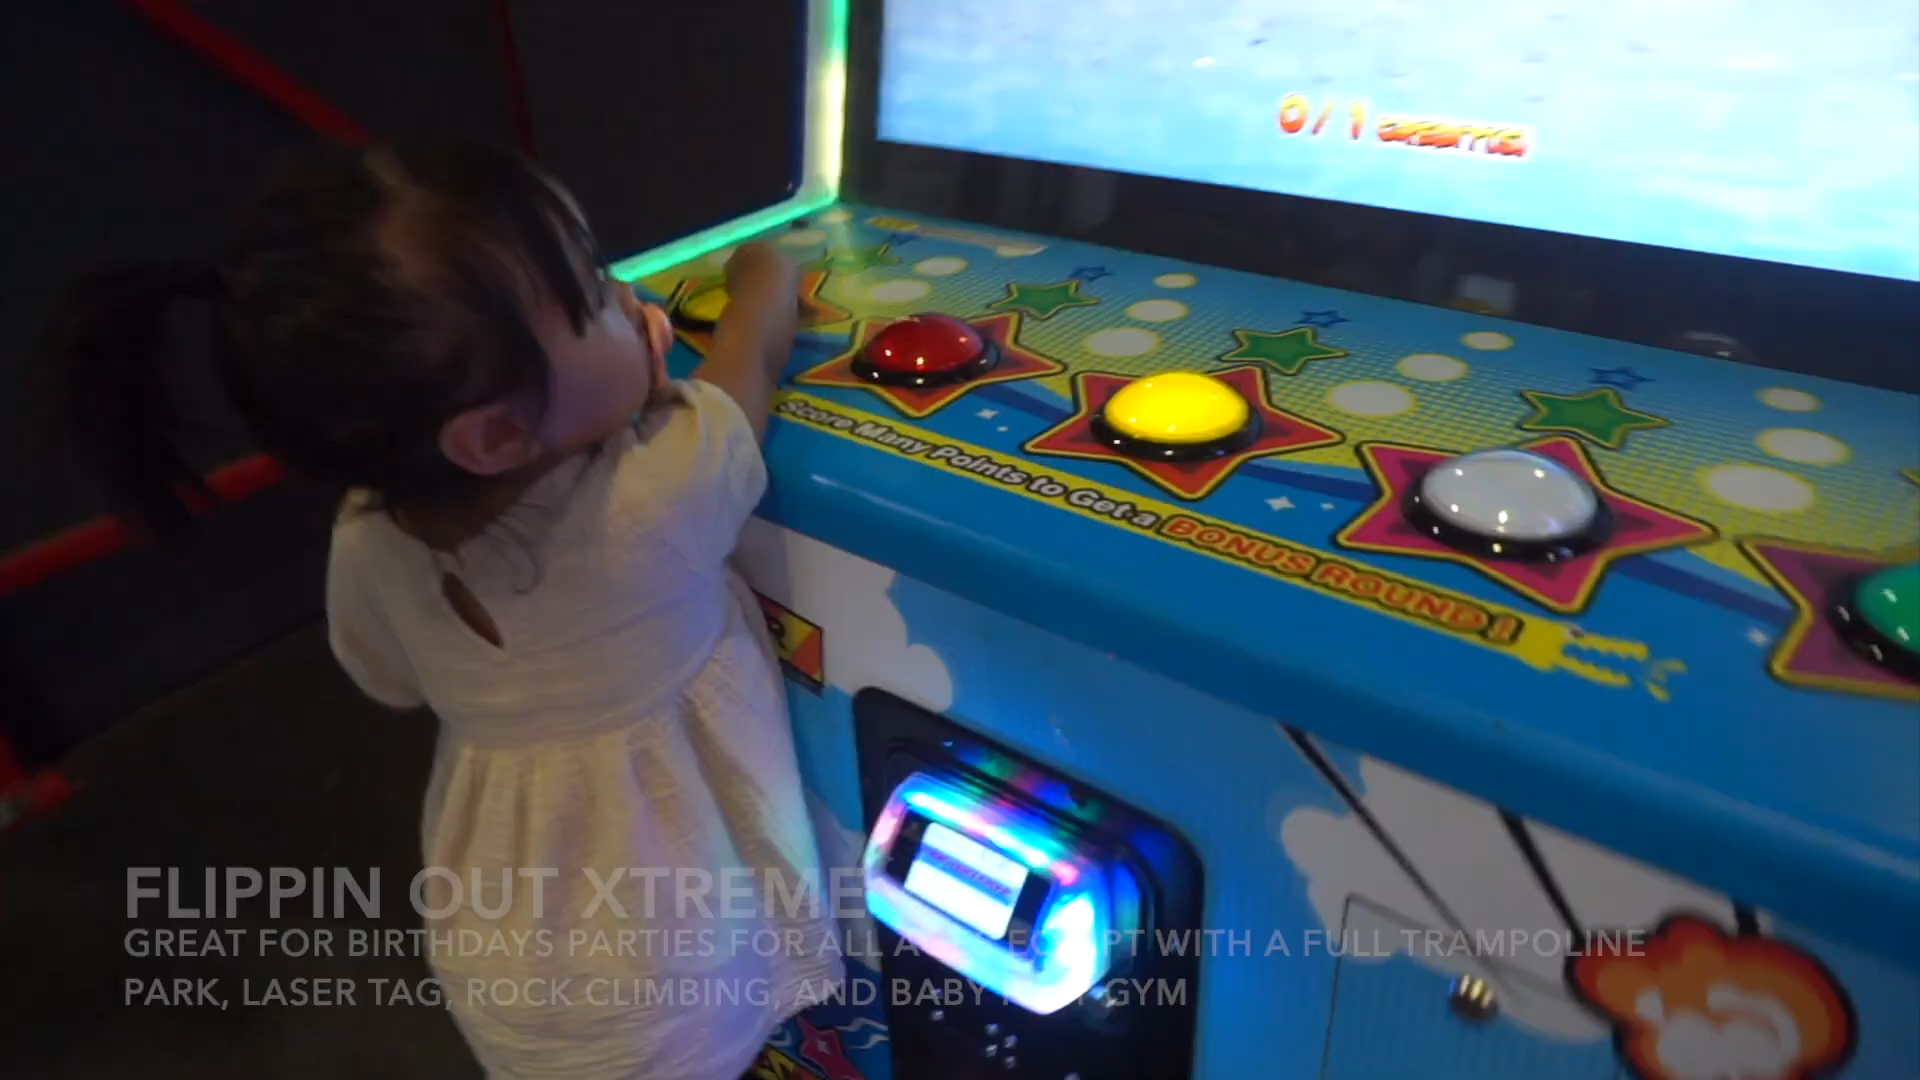 0/1
Score Many Points to Get a BONUS ROUND!
FLIPPIN OUT XTREME
GREAT FOR BIRTHDAYS PARTIES FOR ALL WITH A FULL TRAMPOLINE
PARK, LASER TAG, ROCK CLIMBING, AND BABY GYM